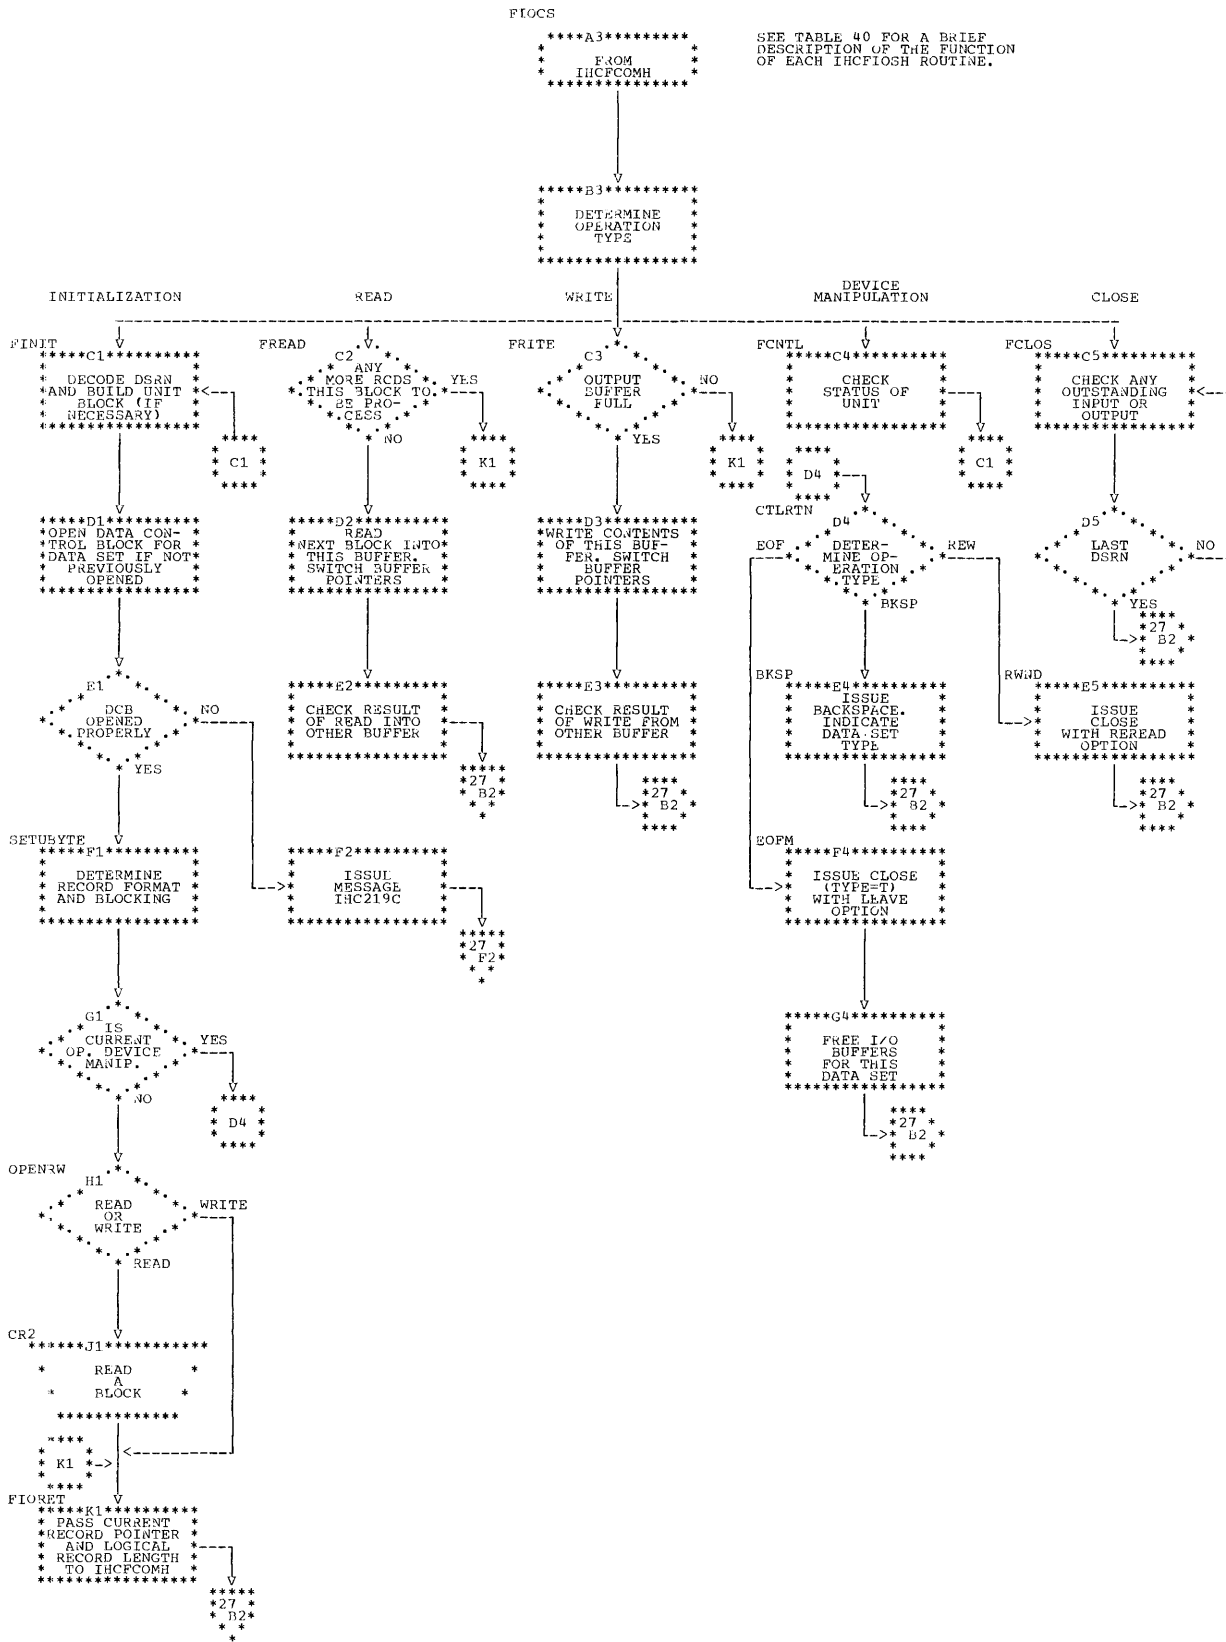 FIOCS
A3
FROM
IHCFCOMH
SEE TABLE 40 FOR A BRIEF
DESCRIPTION OF THE FUNCTION
OF EACH IHCFIOSH ROUTINE.
B3
DETERMINE
OPERATION
TYPE
INITIALIZATION
READ
WRITE
DEVICE
MANIPULATION
CLOSE
FINIT
C1
DECODE DSRN
AND BUILD UNIT
BLOCK (IF
NECESSARY)
C1
FREAD
C2
ANY
MORE RCDS
THIS BLOCK TO
BE PRO-
CESS
YES
NO
K1
FRITE
C3
OUTPUT
BUFFER
FULL
NO
YES
K1
FCNTL
C4
CHECK
STATUS OF
UNIT
C1
FCLOS
C5
CHECK ANY
OUTSTANDING
INPUT OR
OUTPUT
D1
OPEN DATA CON-
TROL BLOCK FOR
DATA SET IF NOT
PREVIOUSLY
OPENED
D2
READ
NEXT BLOCK INTO
THIS BUFFER.
SWITCH BUFFER
POINTERS
D3
WRITE CONTENTS
OF THIS BUF-
FER. SWITCH
BUFFER
POINTERS
D4
CTLRTN
D4
EOF
DETER-
MINE OP-
ERATION
TYPE
REW
BKSP
D5
LAST
DSRN
NO
YES
27
B2
E1
DCB
OPENED
PROPERLY
NO
YES
E2
CHECK RESULT
OF READ INTO
OTHER BUFFER
27
B2
E3
CHECK RESULT
OF WRITE FROM
OTHER BUFFER
27
B2
BKSP
E4
ISSUE
BACKSPACE.
INDICATE
DATA SET
TYPE
27
B2
RWND
E5
ISSUE
CLOSE
WITH REREAD
OPTION
27
B2
SETUBYTE
F1
DETERMINE
RECORD FORMAT
AND BLOCKING
F2
ISSUE
MESSAGE
IHC219C
27
F2
EOFM
F4
ISSUE CLOSE
(TYPE=T)
WITH LEAVE
OPTION
G1
IS
CURRENT
OP. DEVICE
MANIP.
YES
NO
D4
G4
FREE I/O
BUFFERS
FOR THIS
DATA SET
27
B2
OPENRW
H1
READ
OR
WRITE
WRITE
READ
CR2
J1
READ
A
BLOCK
K1
FIORET
K1
PASS CURRENT
RECORD POINTER
AND LOGICAL
RECORD LENGTH
TO IHCFCOMH
27
B2